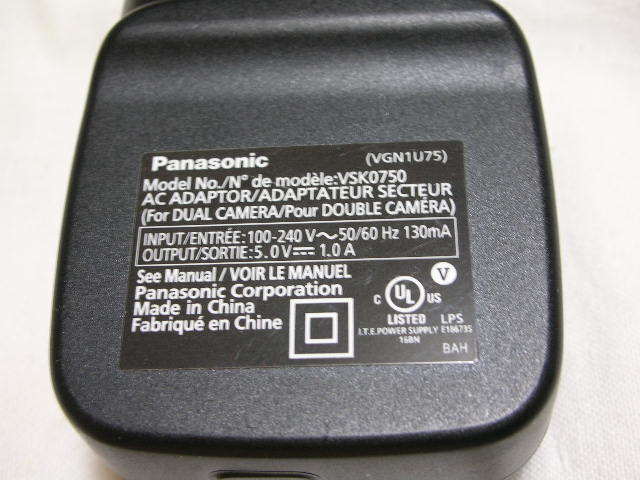 Panasonic (VGN1U75)
Model No./N° de modèle:VSK0750
AC ADAPTOR/ADAPTATEUR SECTEUR
(For DUAL CAMERA/Pour DOUBLE CAMÉRA)
INPUT/ENTRÉE: 100-240 V～50/60 Hz 130mA
OUTPUT/SORTIE: 5.0V⎓ 1.0 A
See Manual / VOIR LE MANUEL
Panasonic Corporation
Made in China
Fabriqué en Chine
V
C UL US
LISTED LPS
I.T.E.POWER SUPPLY E186735
16BN
BAH